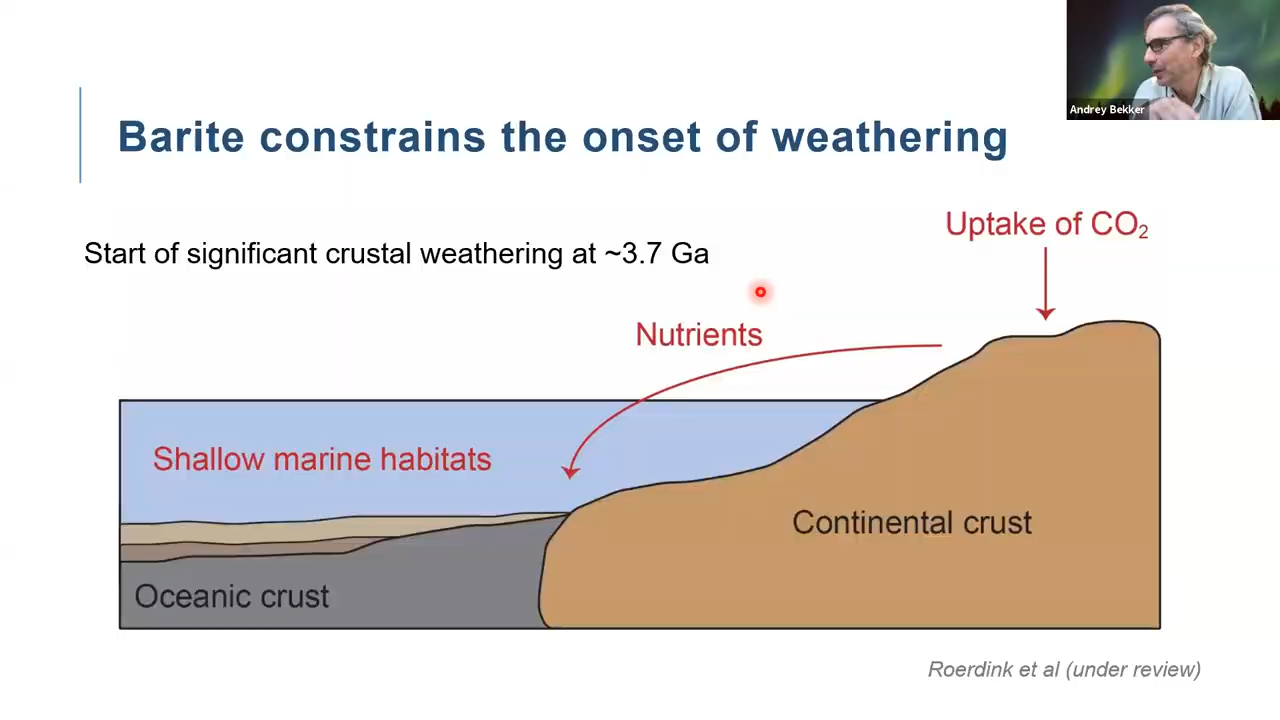 Andrey Bekker
Barite constrains the onset of weathering
Uptake of CO₂
Start of significant crustal weathering at ~3.7 Ga
Nutrients
Shallow marine habitats
Continental crust
Oceanic crust
Roerdink et al (under review)